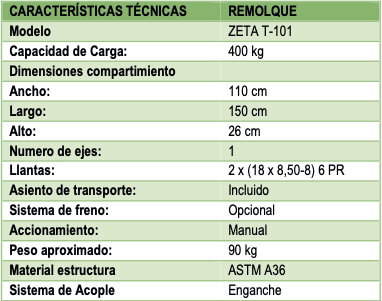 CARACTERÍSTICAS TÉCNICAS REMOLQUE
Modelo ZETA T-101
Capacidad de Carga: 400 kg
Dimensiones compartimiento
Ancho: 110 cm
Largo: 150 cm
Alto: 26 cm
Numero de ejes: 1
Llantas: 2 x (18 x 8,50-8) 6 PR
Asiento de transporte: Incluido
Sistema de freno: Opcional
Accionamiento: Manual
Peso aproximado: 90 kg
Material estructura ASTM A36
Sistema de Acople Enganche